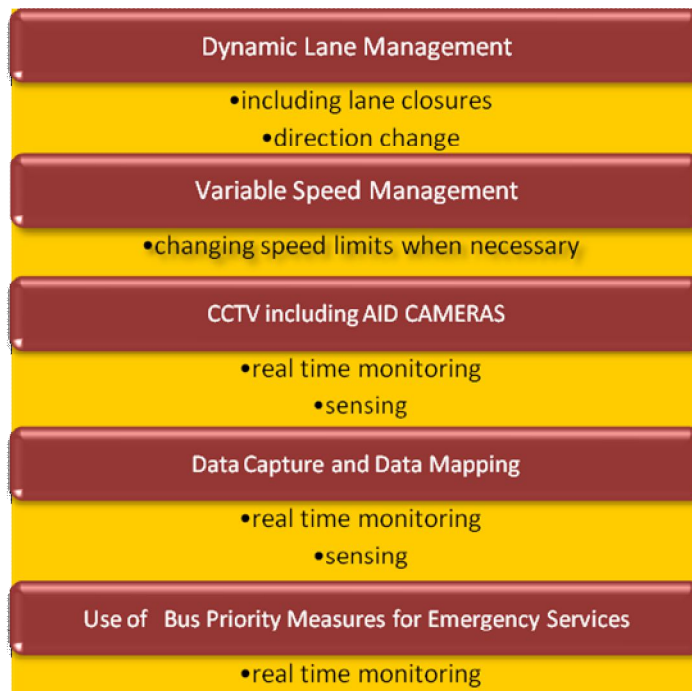 Dynamic Lane Management
•including lane closures
•direction change
Variable Speed Management
•changing speed limits when necessary
CCTV including AID CAMERAS
•real time monitoring
•sensing
Data Capture and Data Mapping
•real time monitoring
•sensing
Use of Bus Priority Measures for Emergency Services
•real time monitoring